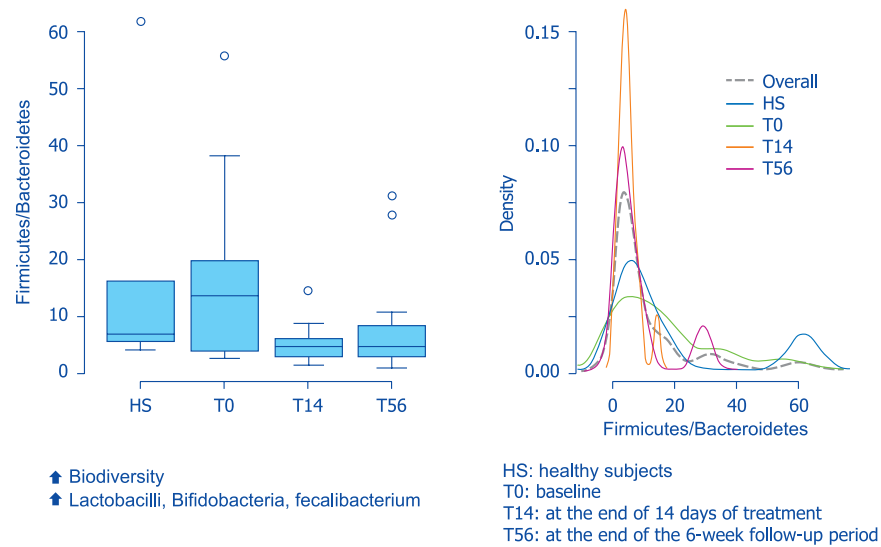 Firmicutes/Bacteroidetes
60
50
40
30
20
10
0
HS
T0
T14
T56
Biodiversity
Lactobacilli, Bifidobacteria, fecalibacterium
Density
0.15
0.10
0.05
0.00
Overall
HS
T0
T14
T56
0
20
40
60
Firmicutes/Bacteroidetes
HS: healthy subjects
T0: baseline
T14: at the end of 14 days of treatment
T56: at the end of the 6-week follow-up period